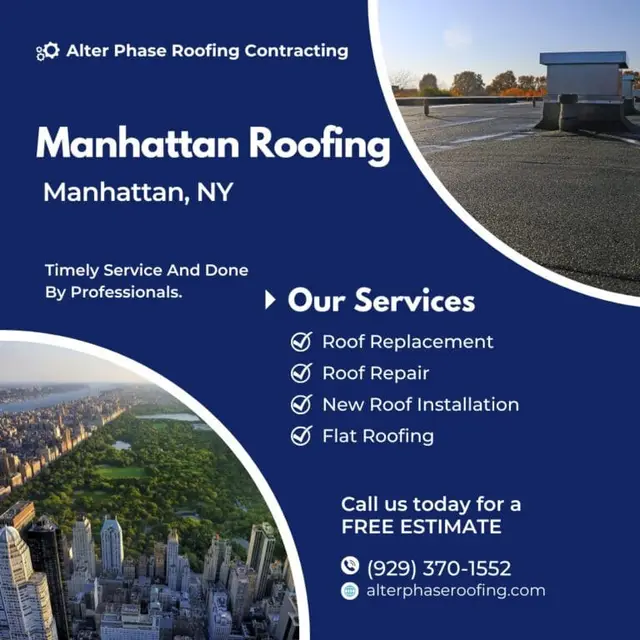 Alter Phase Roofing Contracting
Manhattan Roofing
Manhattan, NY
Timely Service And Done
By Professionals.
Our Services
Roof Replacement
Roof Repair
New Roof Installation
Flat Roofing
Call us today for a
FREE ESTIMATE
(929) 370-1552
alterphaseroofing.com